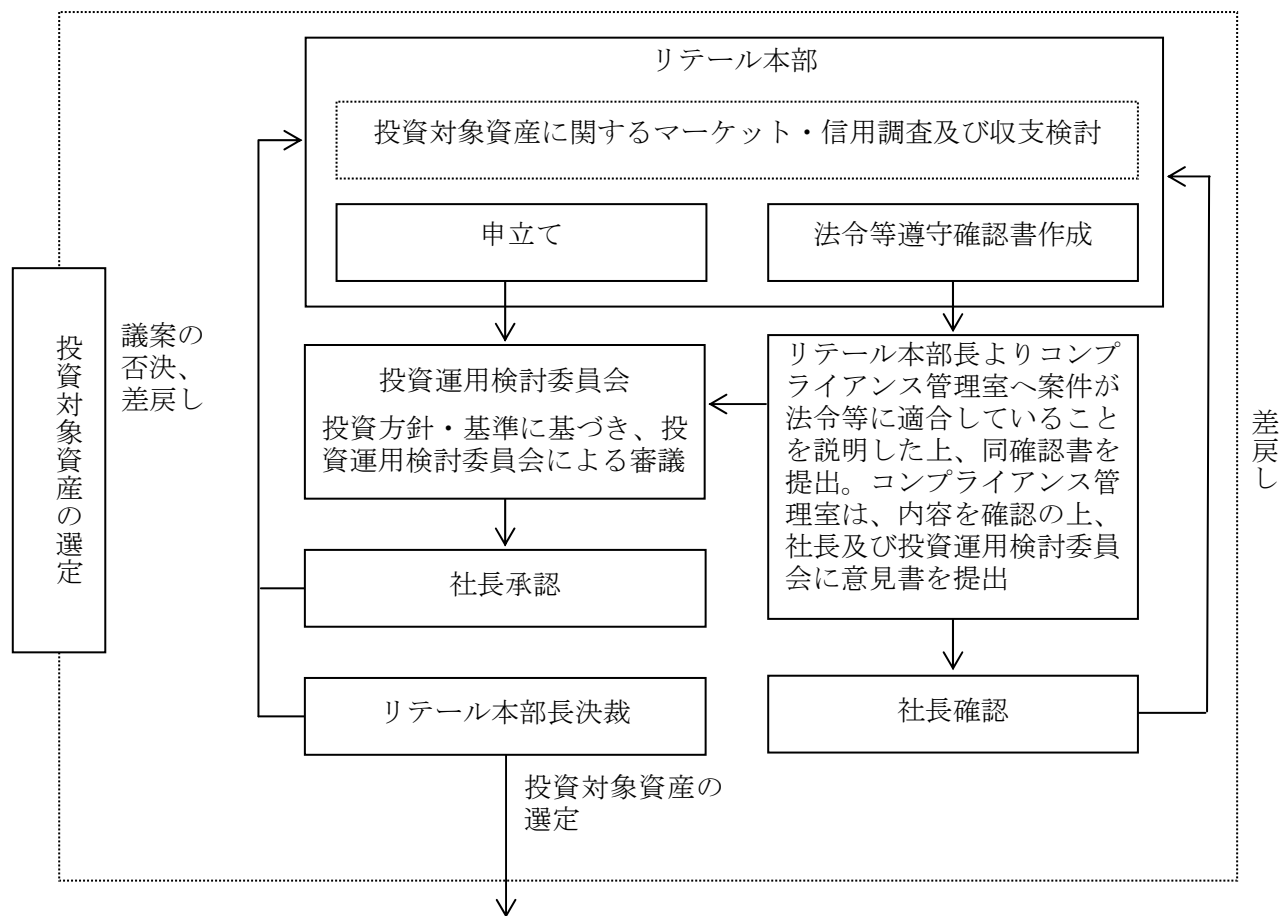 リテール本部
投資対象資産に関するマーケット・信用調査及び収支検討
申立て
法令等遵守確認書作成
投資対象資産の選定
議案の
否決、
差戻し
投資運用検討委員会
投資方針・基準に基づき、投
資運用検討委員会による審議
リテール本部長よりコンプ
ライアンス管理室へ案件が
法令等に適合していること
を説明した上、同確認書を
提出。コンプライアンス管
理室は、内容を確認の上、
社長及び投資運用検討委員
会に意見書を提出
差戻し
社長承認
リテール本部長決裁
社長確認
投資対象資産の
選定